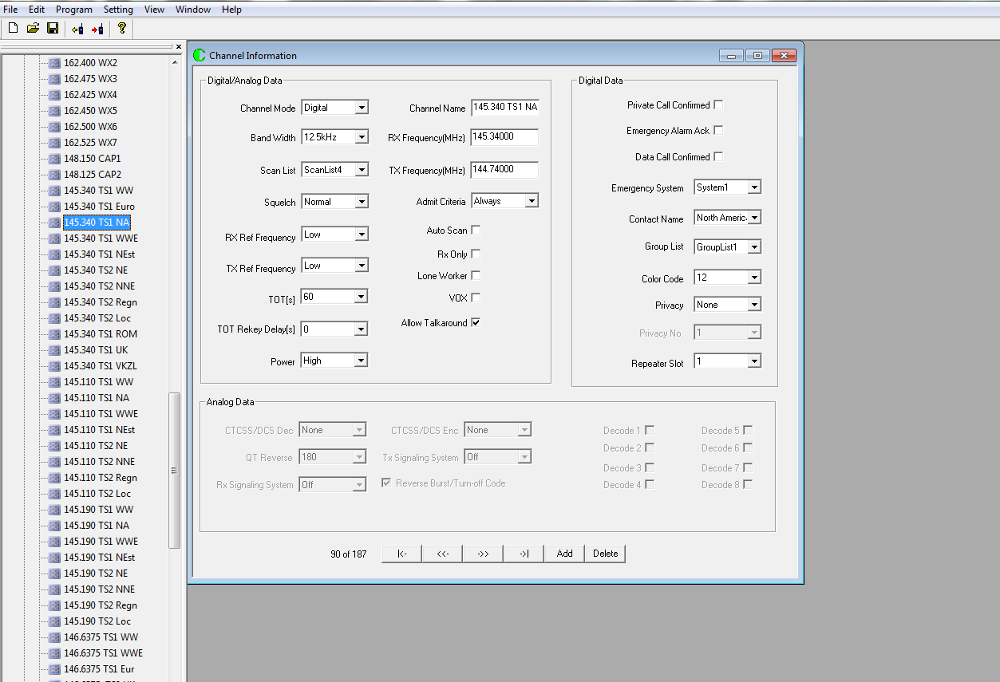 File Edit Program Setting View Window Help
162.400 WX2
162.475 WX3
162.425 WX4
162.450 WX5
162.500 WX6
162.525 WX7
148.150 CAP1
148.125 CAP2
145.340 TS1 WW
145.340 TS1 Euro
145.340 TS1 NA
145.340 TS1 WWE
145.340 TS1 NEst
145.340 TS2 NE
145.340 TS2 NNE
145.340 TS2 Regn
145.340 TS2 Loc
145.340 TS1 ROM
145.340 TS1 UK
145.340 TS1 VKZL
145.110 TS1 WW
145.110 TS1 NA
145.110 TS1 WWE
145.110 TS1 NEst
145.110 TS2 NE
145.110 TS2 NNE
145.110 TS2 Regn
145.110 TS2 Loc
145.190 TS1 WW
145.190 TS1 NA
145.190 TS1 WWE
145.190 TS1 NEst
145.190 TS2 NE
145.190 TS2 NNE
145.190 TS2 Regn
145.190 TS2 Loc
146.6375 TS1 WW
146.6375 TS1 WWE
146.6375 TS1 Eur
Channel Information
Digital/Analog Data
Channel Mode Digital
Band Width 12.5kHz
Scan List ScanList4
Squelch Normal
RX Ref Frequency Low
TX Ref Frequency Low
TOT[s] 60
TOT Rekey Delay[s] 0
Power High
Channel Name 145.340 TS1 NA
RX Frequency(MHz) 145.34000
TX Frequency(MHz) 144.74000
Admit Criteria Always
Auto Scan
Rx Only
Lone Worker
VOX
Allow Talkaround
Digital Data
Private Call Confirmed
Emergency Alarm Ack
Data Call Confirmed
Emergency System System1
Contact Name North Americ
Group List GroupList1
Color Code 12
Privacy None
Privacy No. 1
Repeater Slot 1
Analog Data
CTCSS/DCS Dec None
QT Reverse 180
Rx Signaling System Off
CTCSS/DCS Enc None
Tx Signaling System Off
Reverse Burst/Turn-off Code
Decode 1 Decode 5
Decode 2 Decode 6
Decode 3 Decode 7
Decode 4 Decode 8
90 of 187 |<- <<- ->> ->| Add Delete